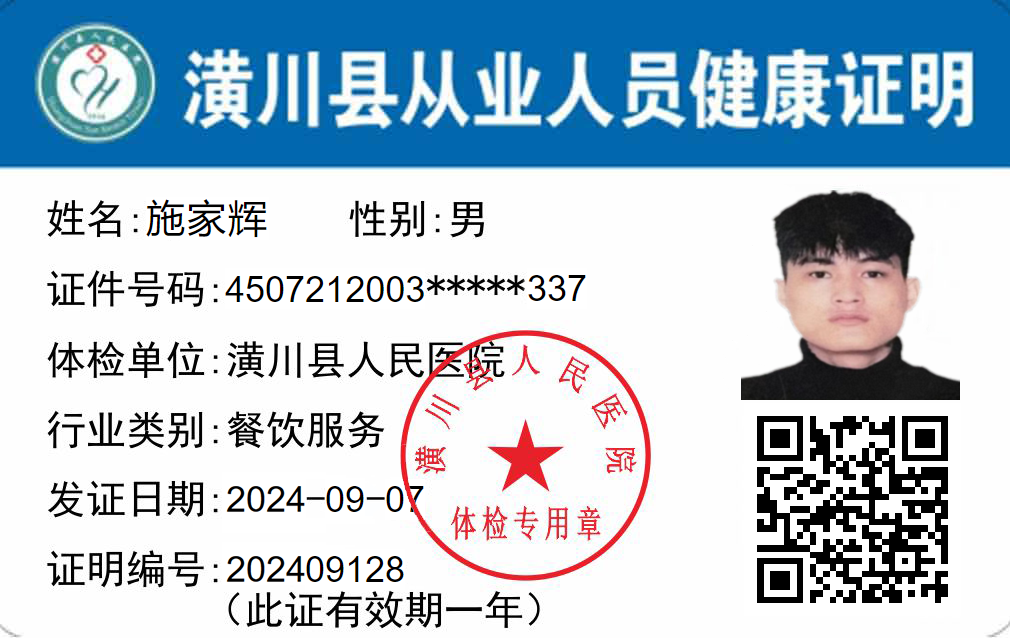 潢川县从业人员健康证明
姓名:施家辉 性别:男
证件号码:4507212003*****337
体检单位:潢川县人民医院
行业类别:餐饮服务
发证日期:2024-09-07
证明编号:202409128
（此证有效期一年）
潢川县人民医院
体检专用章